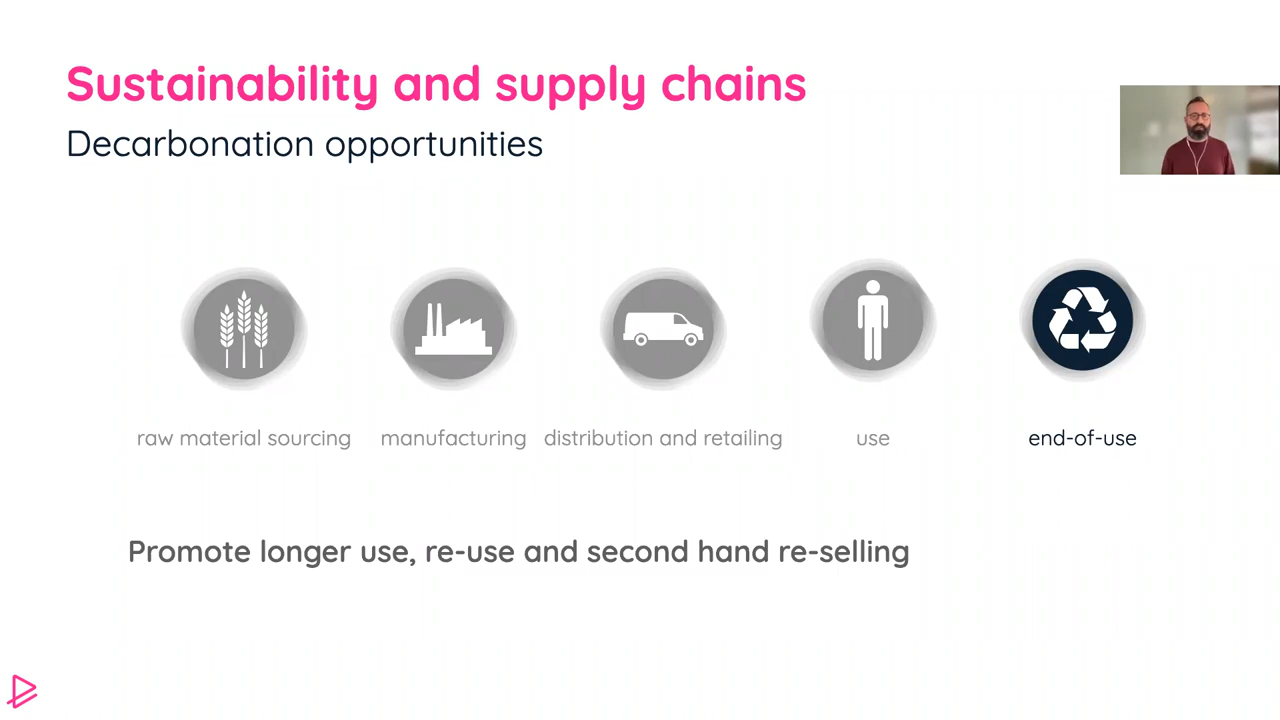 Sustainability and supply chains
Decarbonation opportunities
raw material sourcing
manufacturing
distribution and retailing
use
end-of-use
Promote longer use, re-use and second hand re-selling